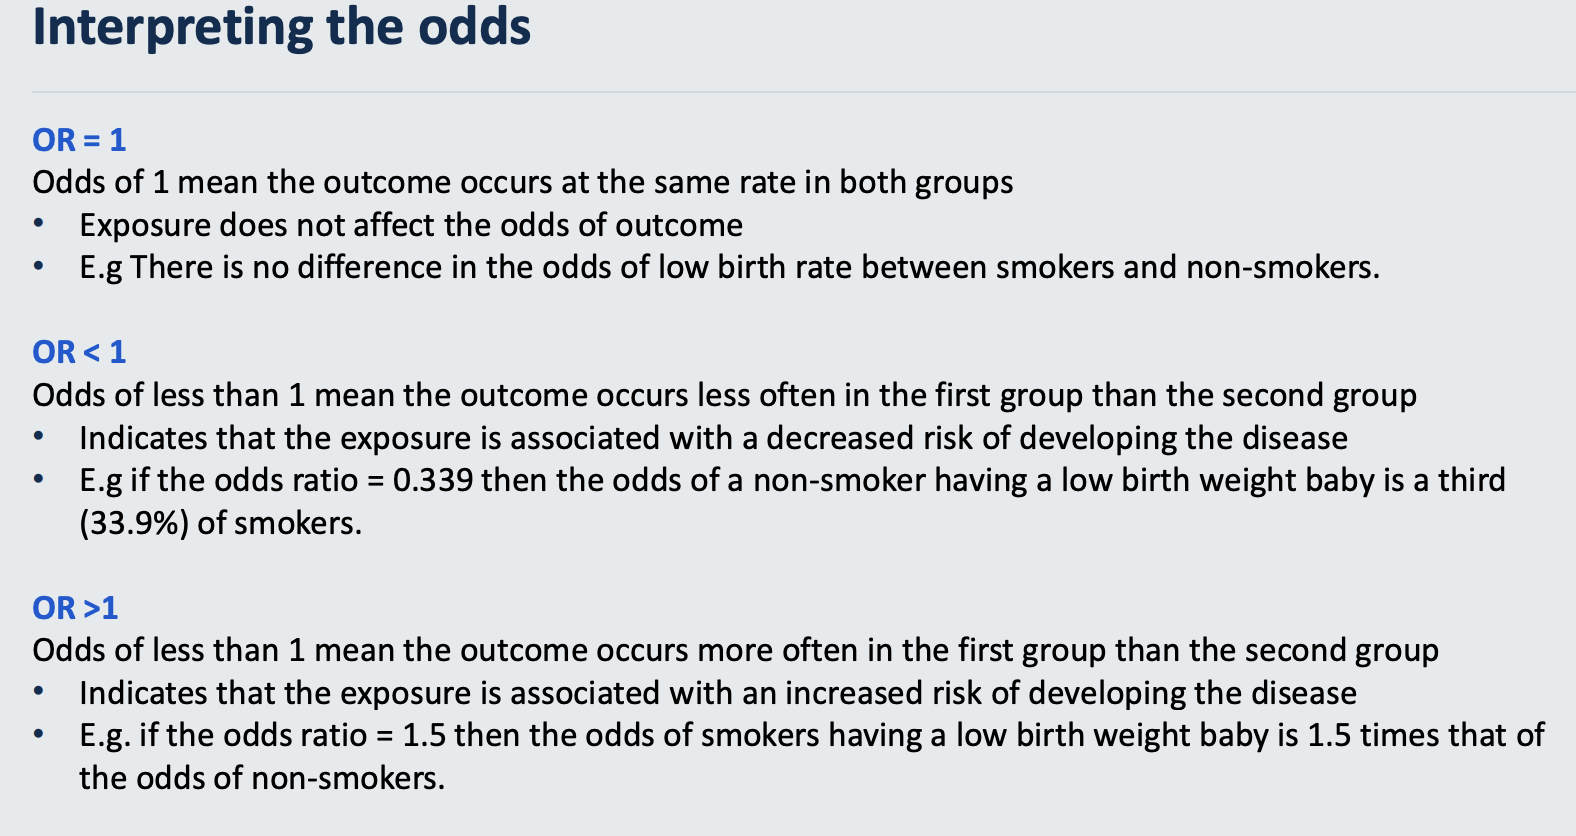 Interpreting the odds
OR = 1
Odds of 1 mean the outcome occurs at the same rate in both groups
• Exposure does not affect the odds of outcome
• E.g There is no difference in the odds of low birth rate between smokers and non-smokers.
OR < 1
Odds of less than 1 mean the outcome occurs less often in the first group than the second group
• Indicates that the exposure is associated with a decreased risk of developing the disease
• E.g if the odds ratio = 0.339 then the odds of a non-smoker having a low birth weight baby is a third
(33.9%) of smokers.
OR >1
Odds of less than 1 mean the outcome occurs more often in the first group than the second group
• Indicates that the exposure is associated with an increased risk of developing the disease
• E.g. if the odds ratio = 1.5 then the odds of smokers having a low birth weight baby is 1.5 times that of
the odds of non-smokers.